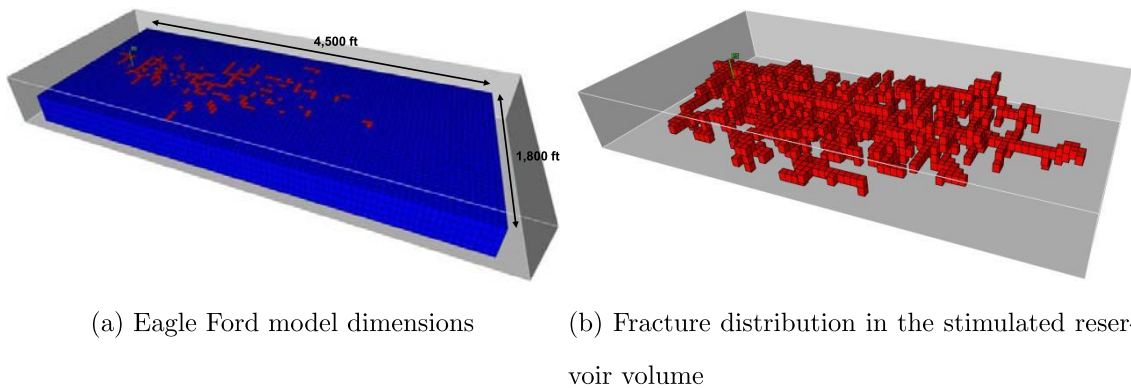 4,500 ft
1,800 ft
(a) Eagle Ford model dimensions
(b) Fracture distribution in the stimulated reser-
voir volume